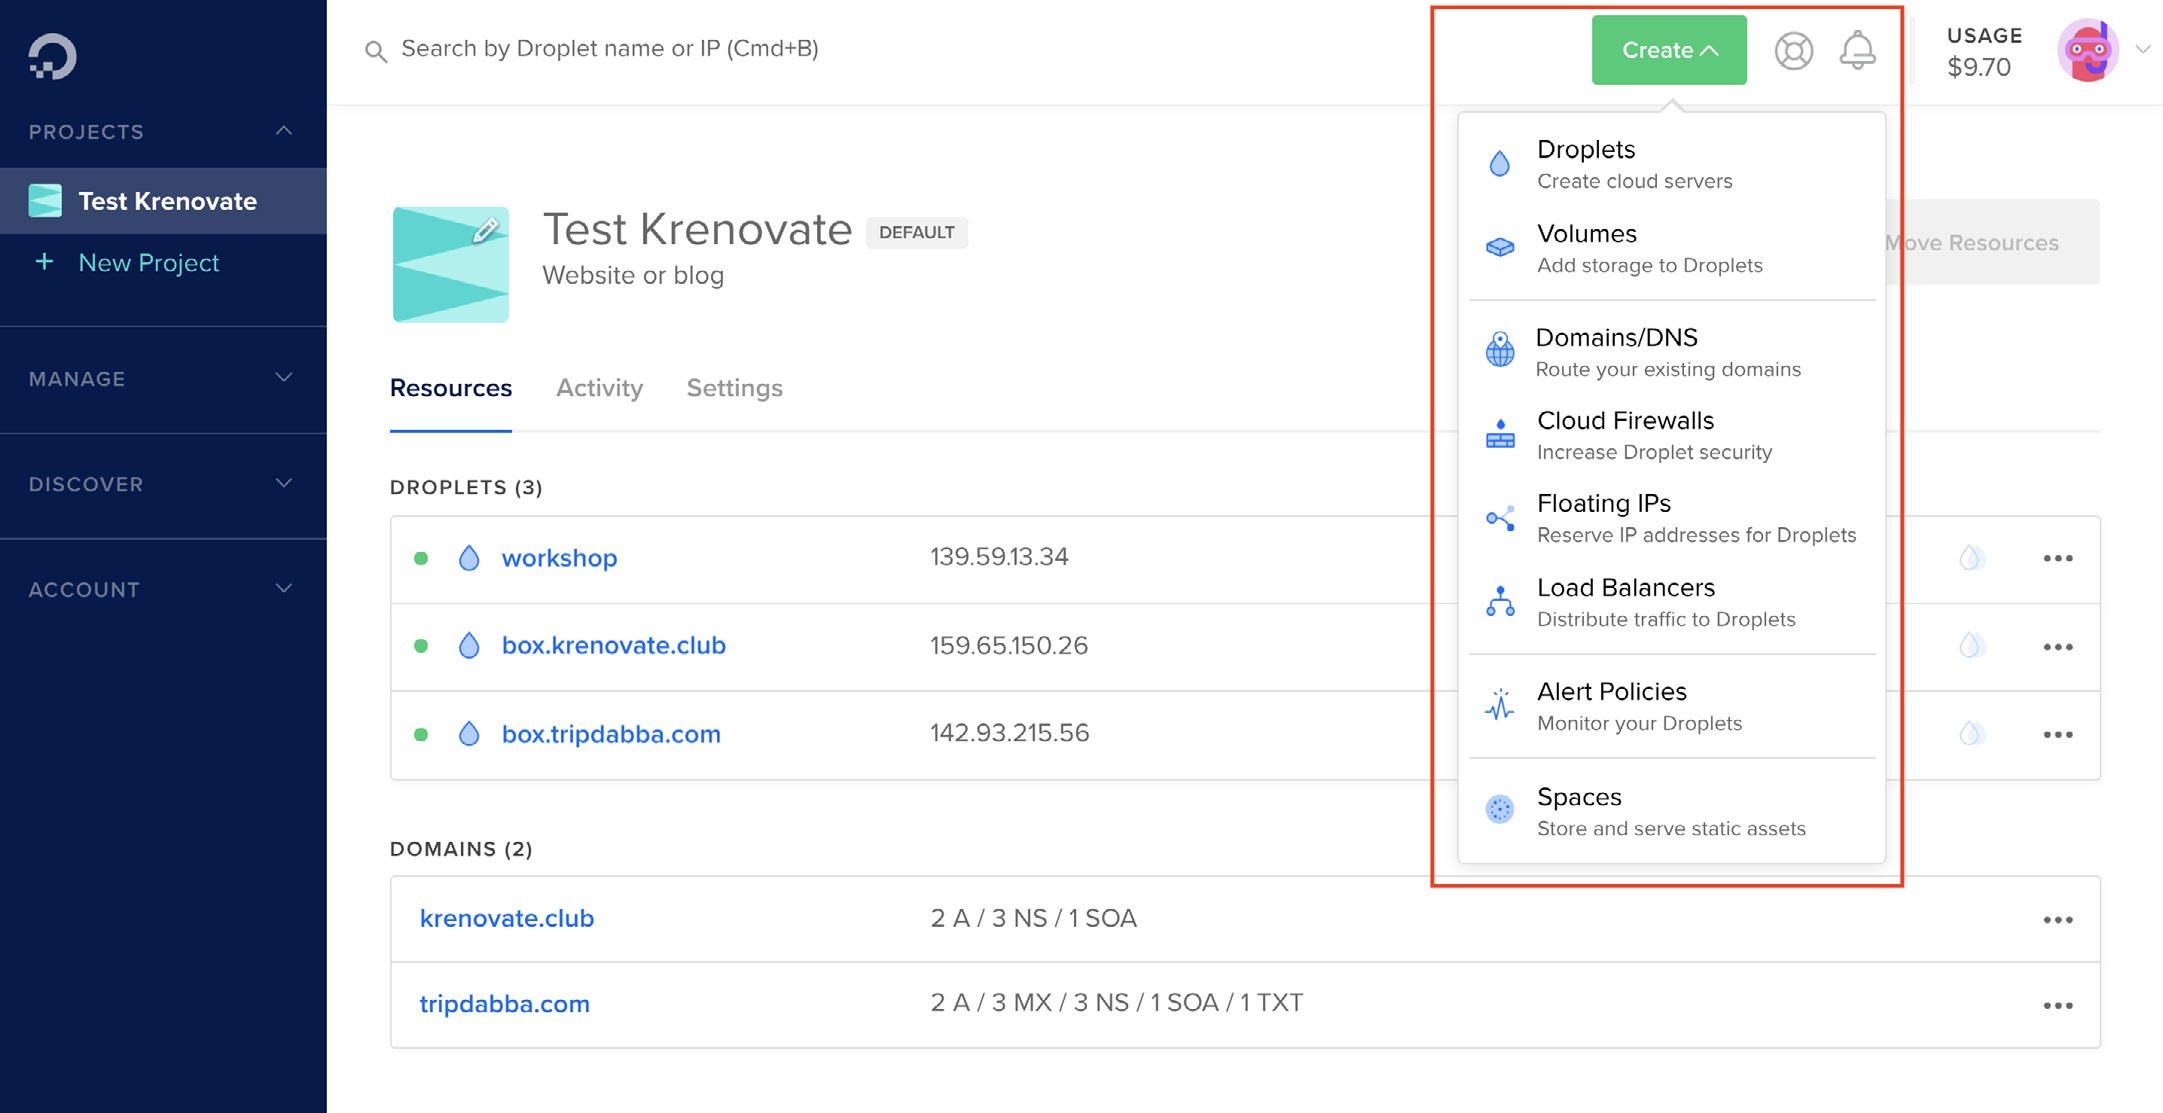 Search by Droplet name or IP (Cmd+B)
Create
USAGE
$9.70
PROJECTS
Test Krenovate
+ New Project
MANAGE
DISCOVER
ACCOUNT
Test Krenovate DEFAULT
Website or blog
Move Resources
Resources Activity Settings
DROPLETS (3)
workshop 139.59.13.34
box.krenovate.club 159.65.150.26
box.tripdabba.com 142.93.215.56
DOMAINS (2)
krenovate.club 2 A / 3 NS / 1 SOA
tripdabba.com 2 A / 3 MX / 3 NS / 1 SOA / 1 TXT
Droplets
Create cloud servers
Volumes
Add storage to Droplets
Domains/DNS
Route your existing domains
Cloud Firewalls
Increase Droplet security
Floating IPs
Reserve IP addresses for Droplets
Load Balancers
Distribute traffic to Droplets
Alert Policies
Monitor your Droplets
Spaces
Store and serve static assets